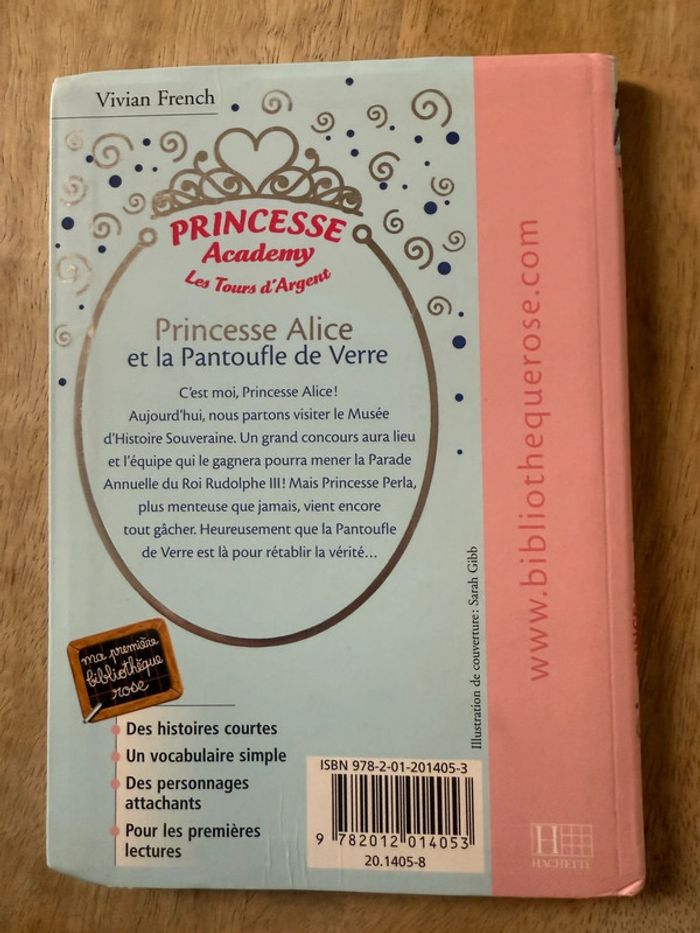 Vivian French
PRINCESSE
Academy
Les Tours d'Argent
Princesse Alice
et la Pantoufle de Verre
C'est moi, Princesse Alice!
Aujourd'hui, nous partons visiter le Musée
d'Histoire Souveraine. Un grand concours aura lieu
et l'équipe qui le gagnera pourra mener la Parade
Annuelle du Roi Rudolphe III! Mais Princesse Perla,
plus menteuse que jamais, vient encore
tout gâcher. Heureusement que la Pantoufle
de Verre est là pour rétablir la vérité...
ma première
bibliothèque
rose
Des histoires courtes
Un vocabulaire simple
Des personnages
attachants
Pour les premières
lectures
Illustration de couverture: Sarah Gibb
ISBN 978-2-01-201405-3
9 782012 014053
20.1405-8
www.bibliothequerose.com
H
HACHETTE